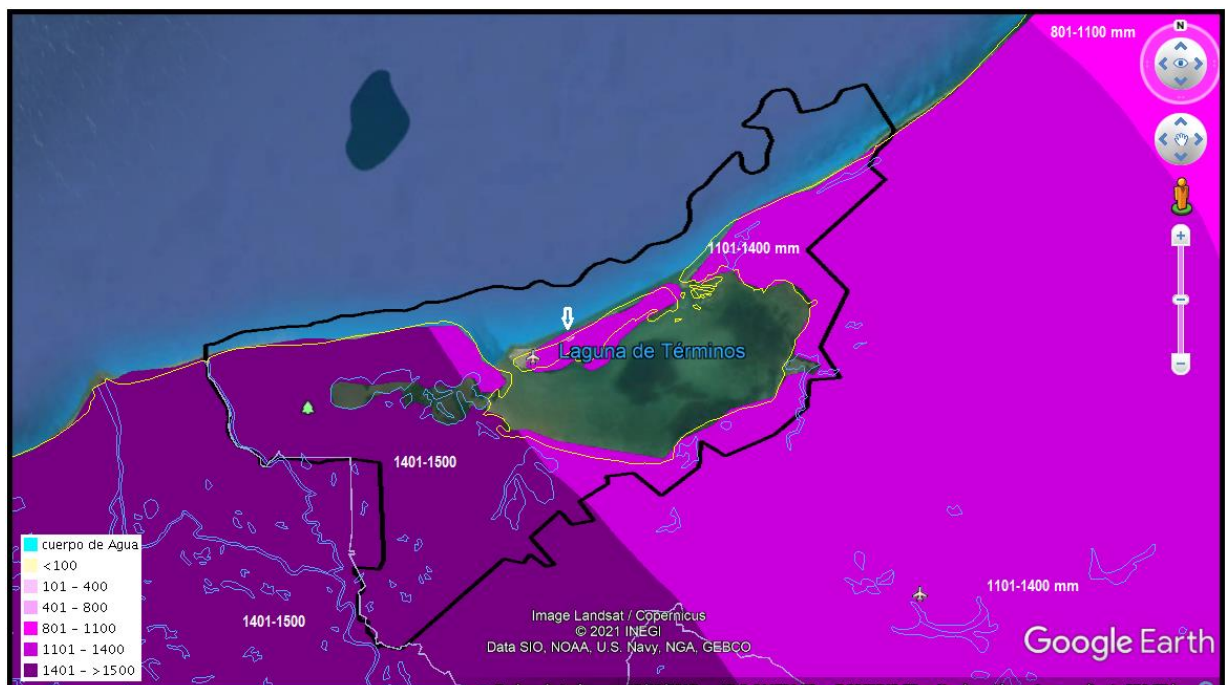 801-1100 mm
N
1101-1400 mm
Laguna de Términos
1401-1500
cuerpo de Agua
<100
101 - 400
401 - 800
801 - 1100
1101 - 1400
1401 - >1500
1401-1500
1101-1400 mm
Image Landsat / Copernicus
© 2021 INEGI
Data SIO, NOAA, U.S. Navy, NGA, GEBCO
Google Earth